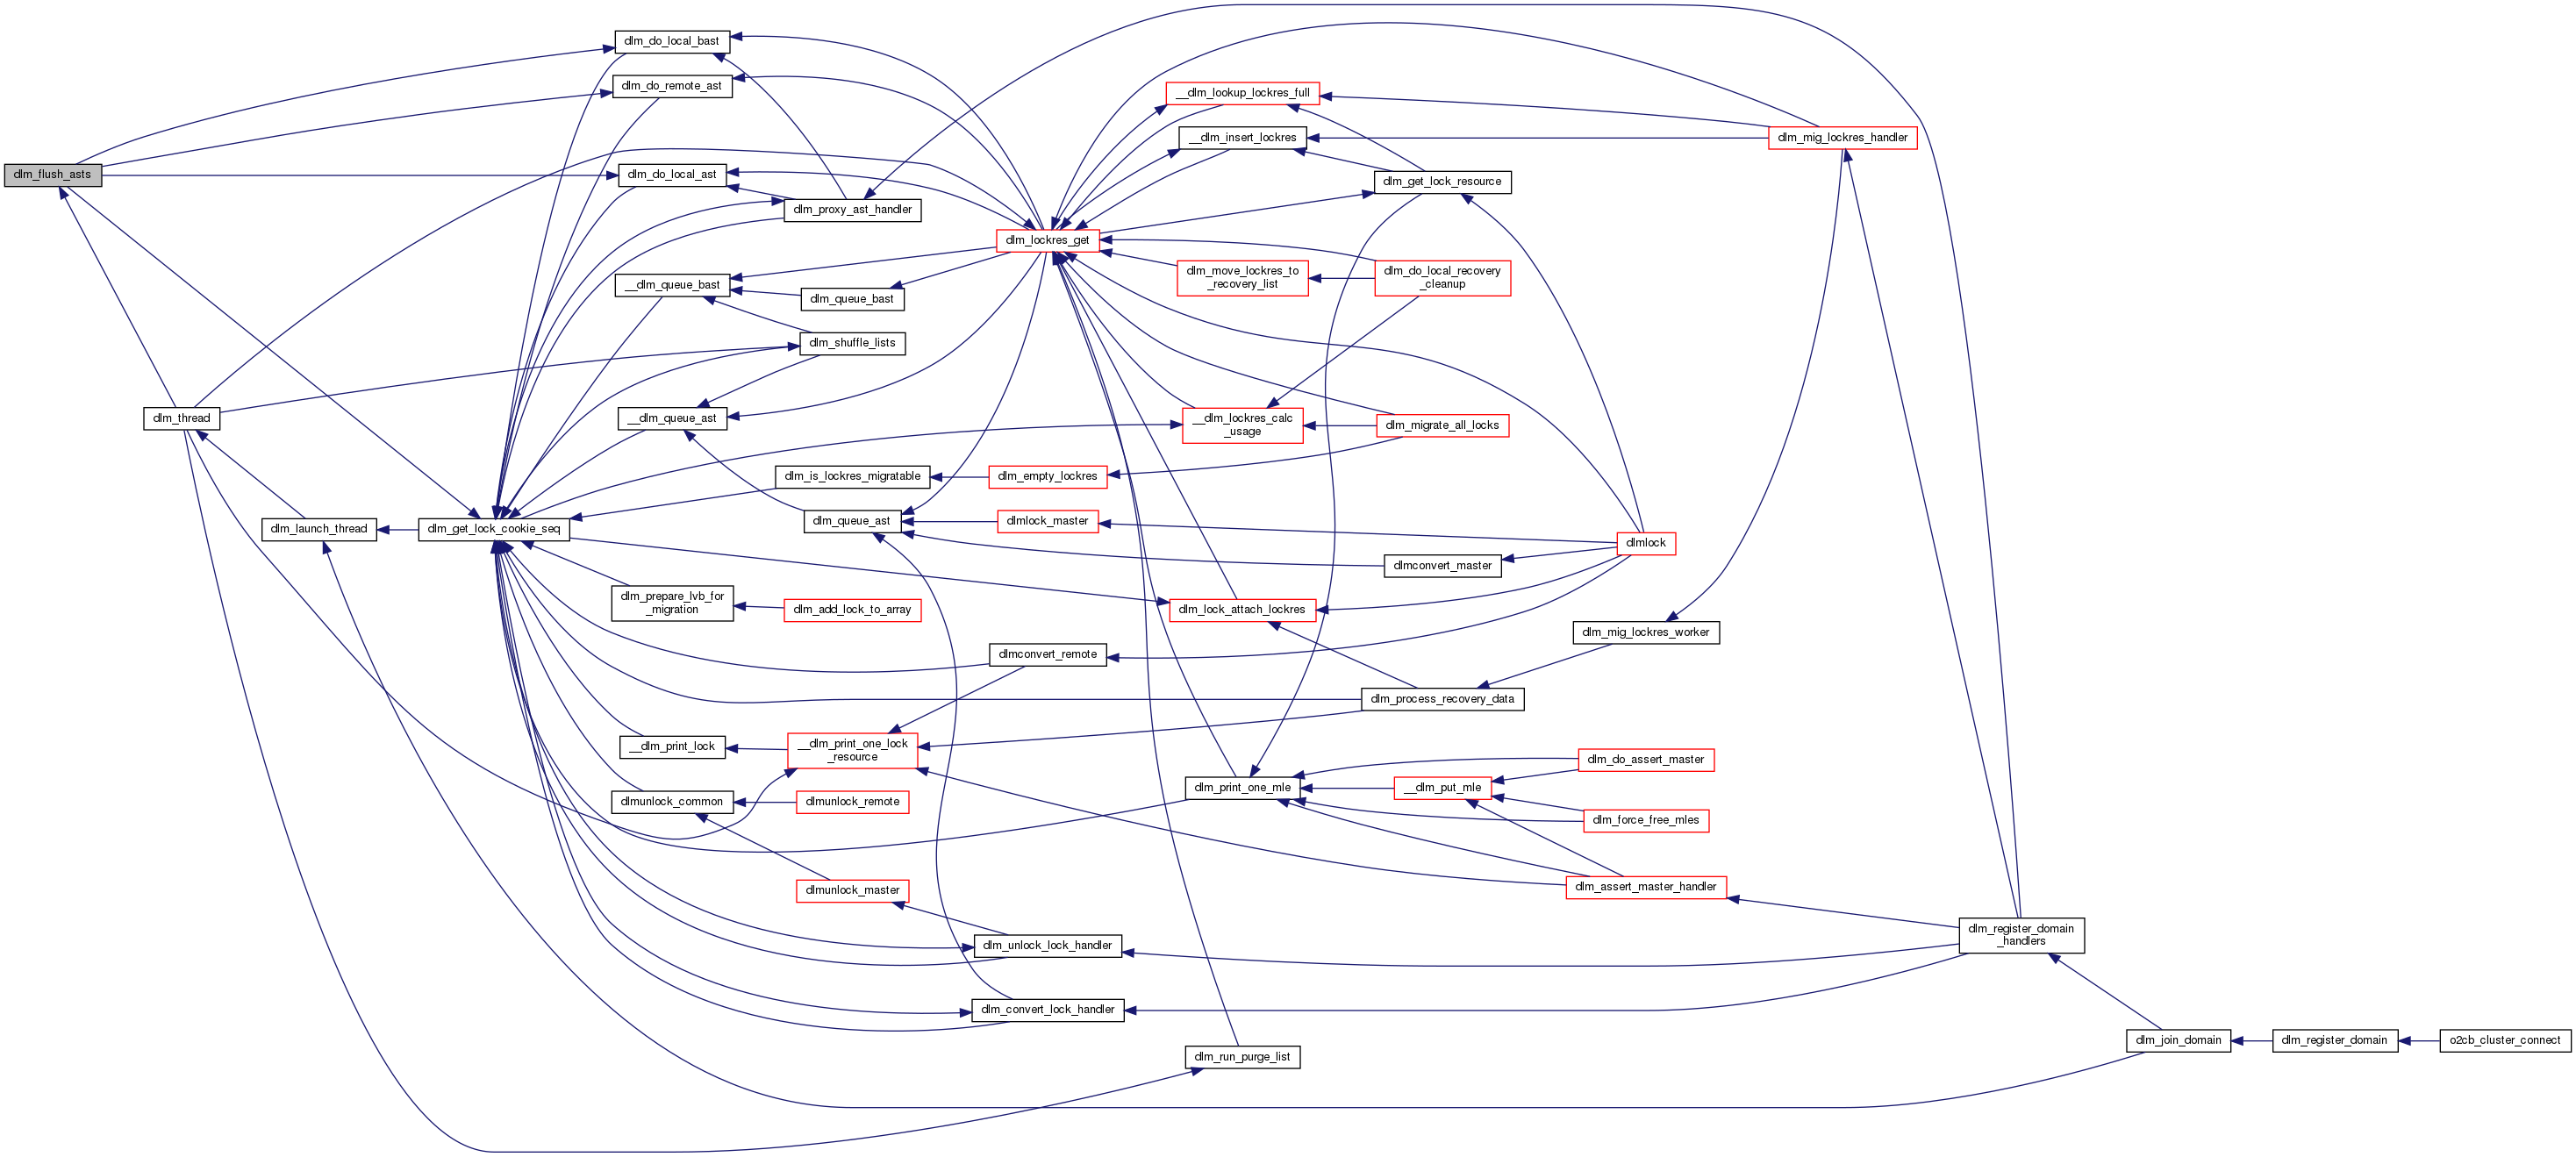 dlm_do_local_bast
dlm_do_remote_ast
__dlm_lookup_lockres_full
__dlm_insert_lockres
dlm_mig_lockres_handler
dlm_flush_asts
dlm_do_local_ast
dlm_get_lock_resource
dlm_proxy_ast_handler
dlm_lockres_get
dlm_move_lockres_to
_recovery_list
dlm_do_local_recovery
_cleanup
__dlm_queue_bast
dlm_queue_bast
dlm_shuffle_lists
dlm_thread
__dlm_queue_ast
__dlm_lockres_calc
_usage
dlm_migrate_all_locks
dlm_is_lockres_migratable
dlm_empty_lockres
dlm_launch_thread
dlm_get_lock_cookie_seq
dlm_queue_ast
dlmlock_master
dlmlock
dlmconvert_master
dlm_prepare_lvb_for
_migration
dlm_add_lock_to_array
dlm_lock_attach_lockres
dlm_mig_lockres_worker
dlmconvert_remote
dlm_process_recovery_data
__dlm_print_lock
__dlm_print_one_lock
_resource
dlm_do_assert_master
dlmunlock_common
dlmunlock_remote
dlm_print_one_mle
__dlm_put_mle
dlm_force_free_mles
dlmunlock_master
dlm_assert_master_handler
dlm_unlock_lock_handler
dlm_register_domain
_handlers
dlm_convert_lock_handler
dlm_run_purge_list
dlm_join_domain
dlm_register_domain
o2cb_cluster_connect